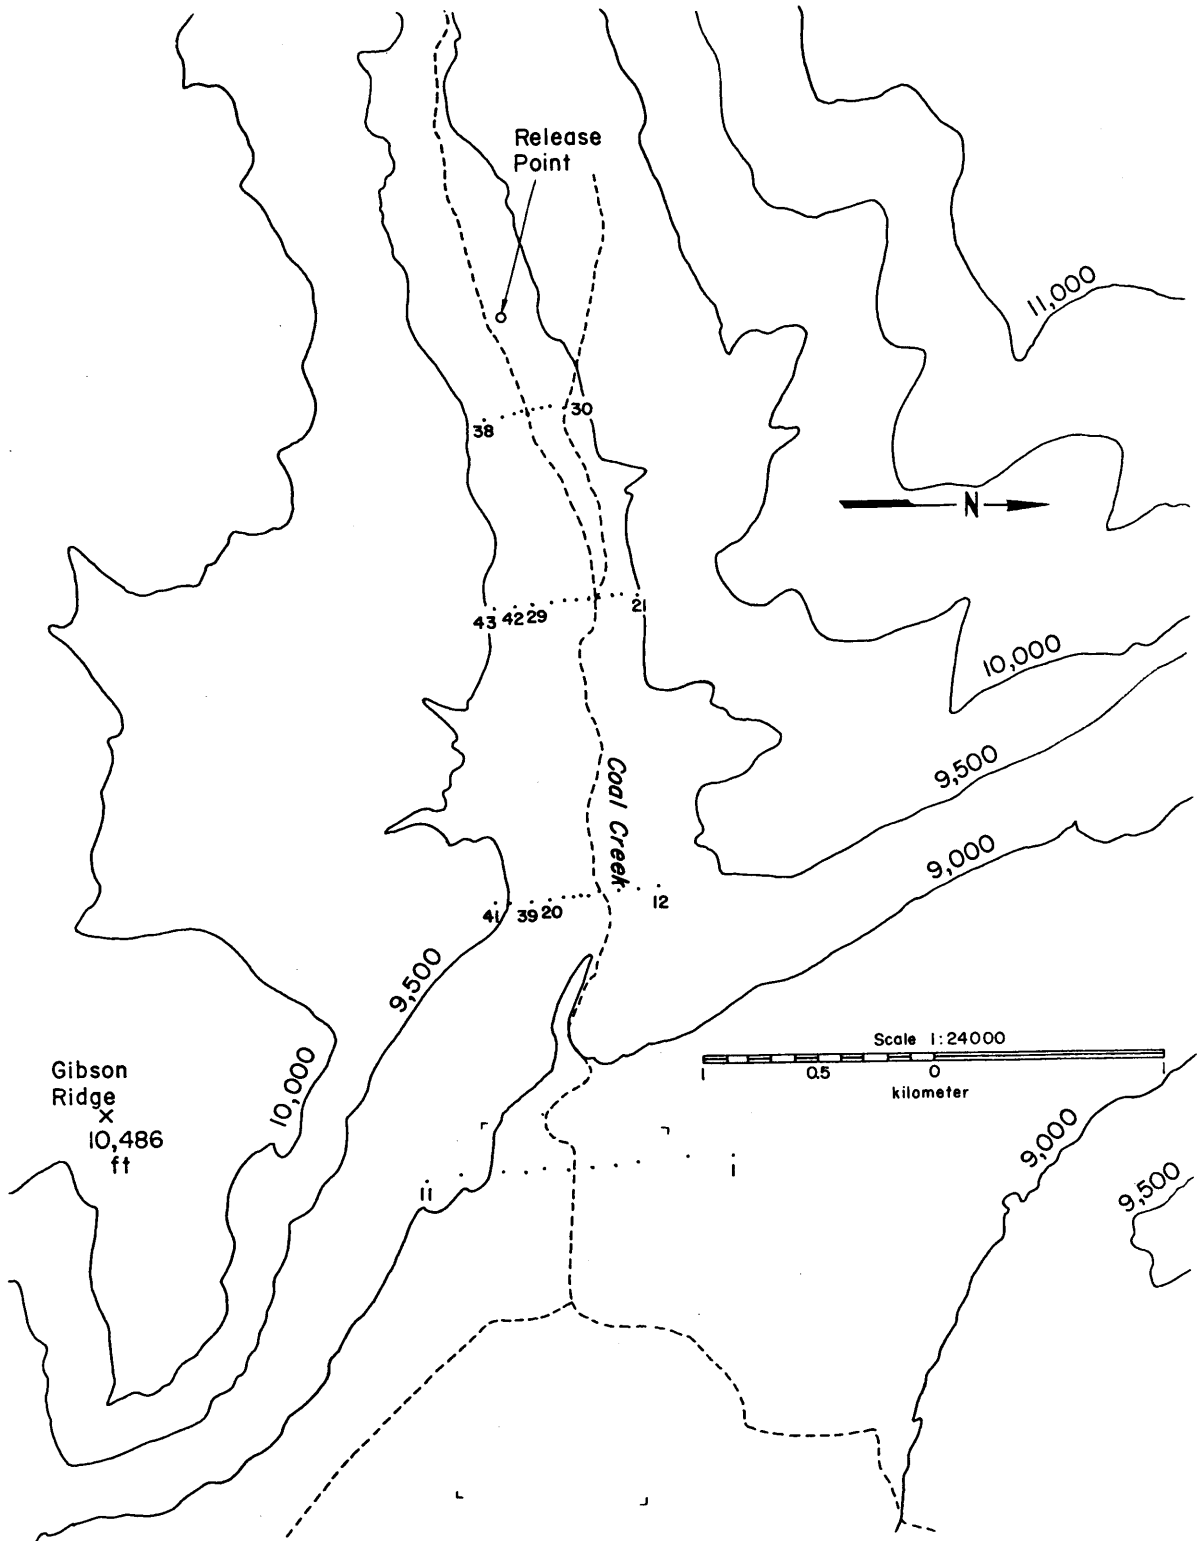 Release
Point
11,000
30
38
N
21
43 42 29
10,000
9,500
Coal Creek
9,000
12
41 39 20
9,500
Scale 1:24000
1 0.5 0 1
kilometer
Gibson
Ridge
×
10,486
ft
10,000
9,000
1
11
9,500